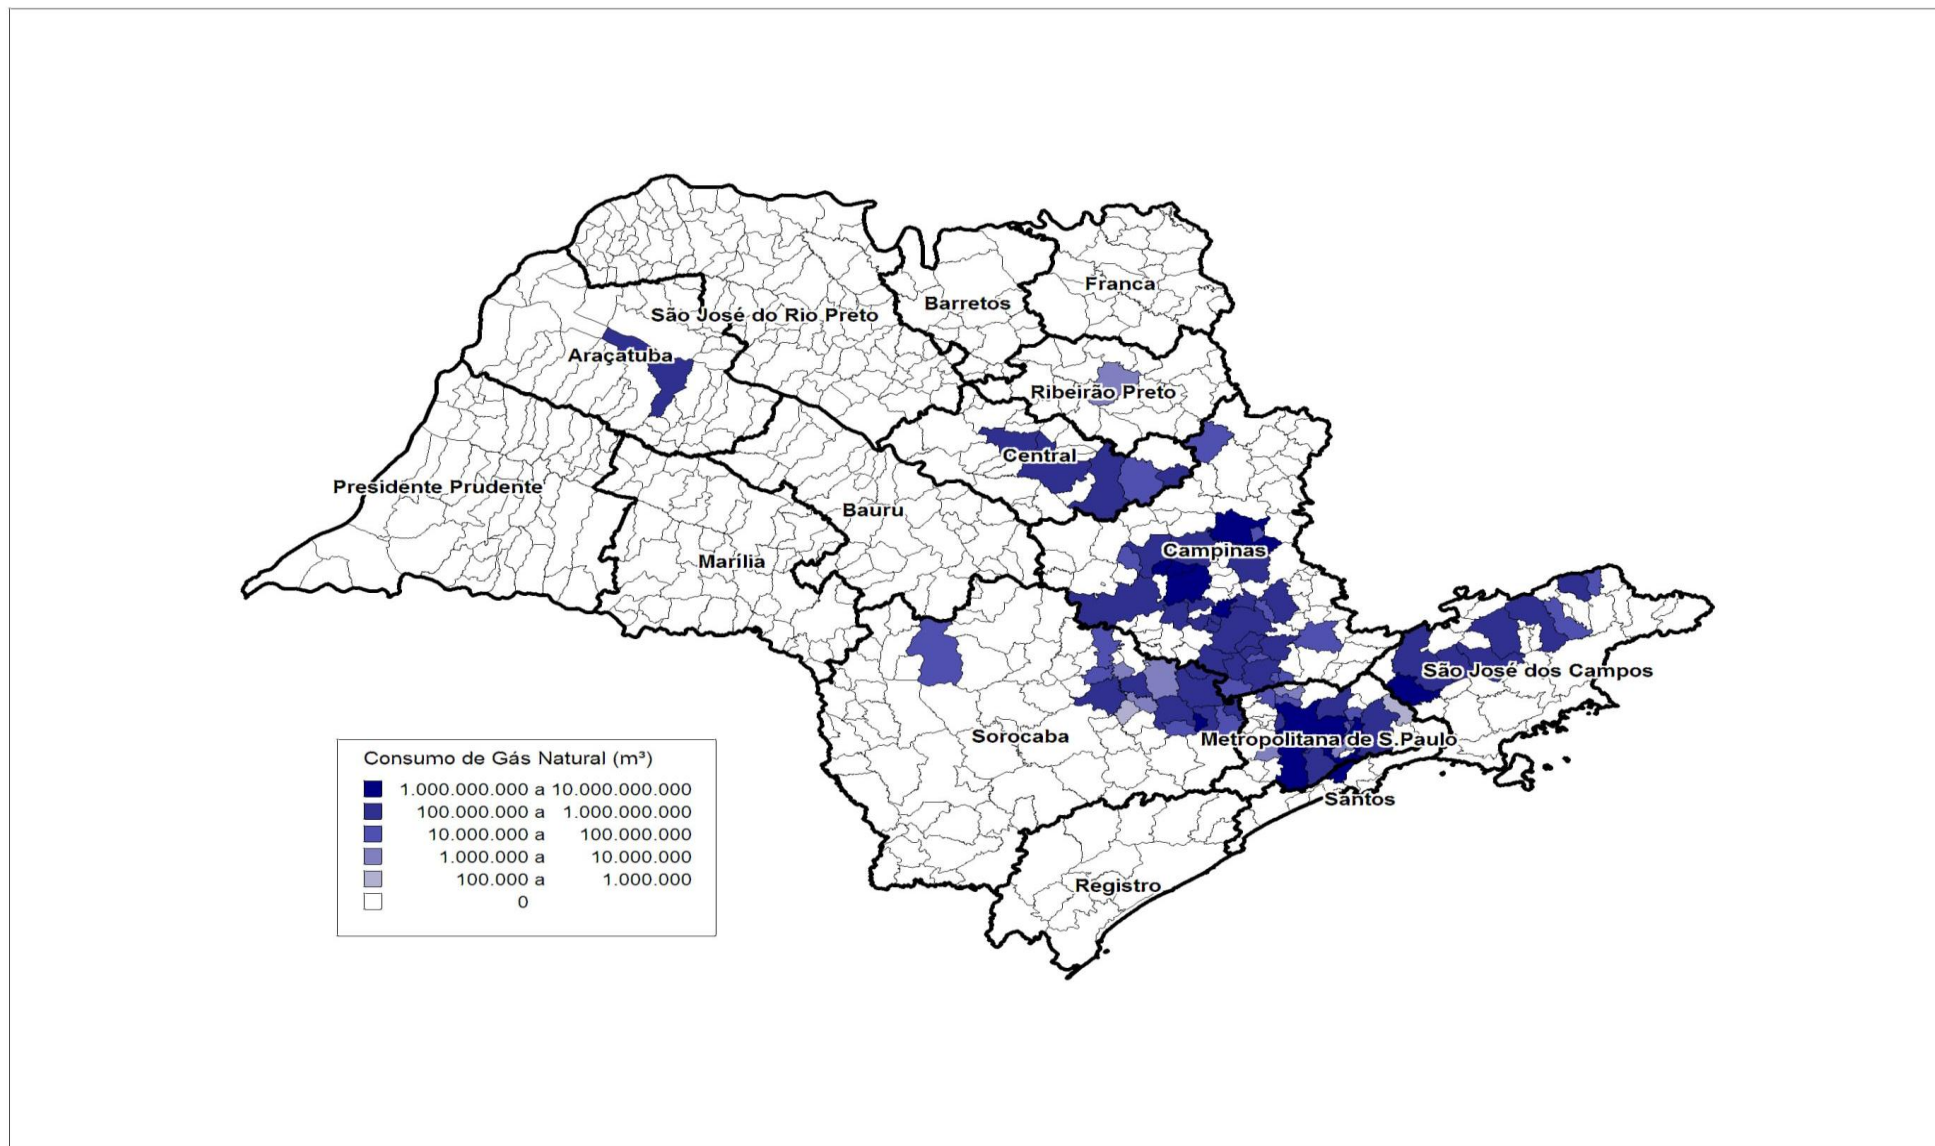 Franca
Barretos
São José do Rio Preto
Araçatuba
Ribeirão Preto
Central
Presidente Prudente
Bauru
Campinas
Marília
São José dos Campos
Sorocaba
Metropolitana de S.Paulo
Santos
Registro
Consumo de Gás Natural (m³)
1.000.000.000 a 10.000.000.000
100.000.000 a 1.000.000.000
10.000.000 a 100.000.000
1.000.000 a 10.000.000
100.000 a 1.000.000
0